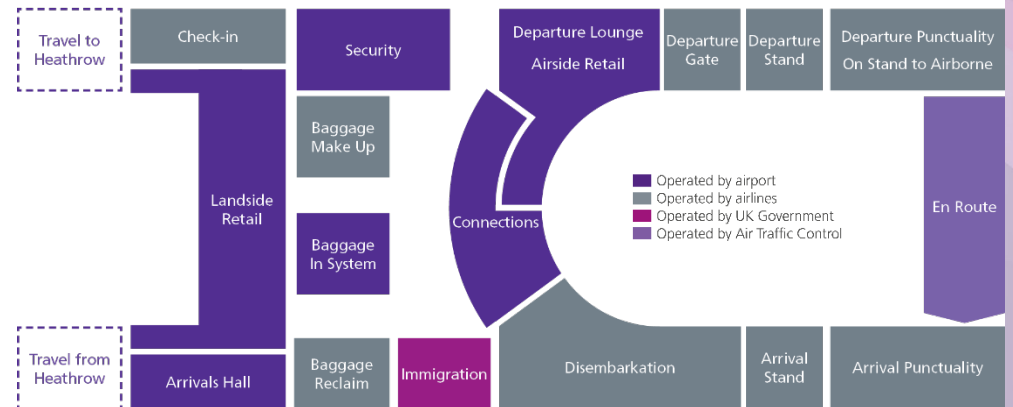 Travel to
Heathrow
Check-in
Security
Departure Lounge
Airside Retail
Departure
Gate
Departure
Stand
Departure Punctuality
On Stand to Airborne
Baggage
Make Up
Landside
Retail
Baggage
In System
Connections
Operated by airport
Operated by airlines
Operated by UK Government
Operated by Air Traffic Control
En Route
Travel from
Heathrow
Arrivals Hall
Baggage
Reclaim
Immigration
Disembarkation
Arrival
Stand
Arrival Punctuality